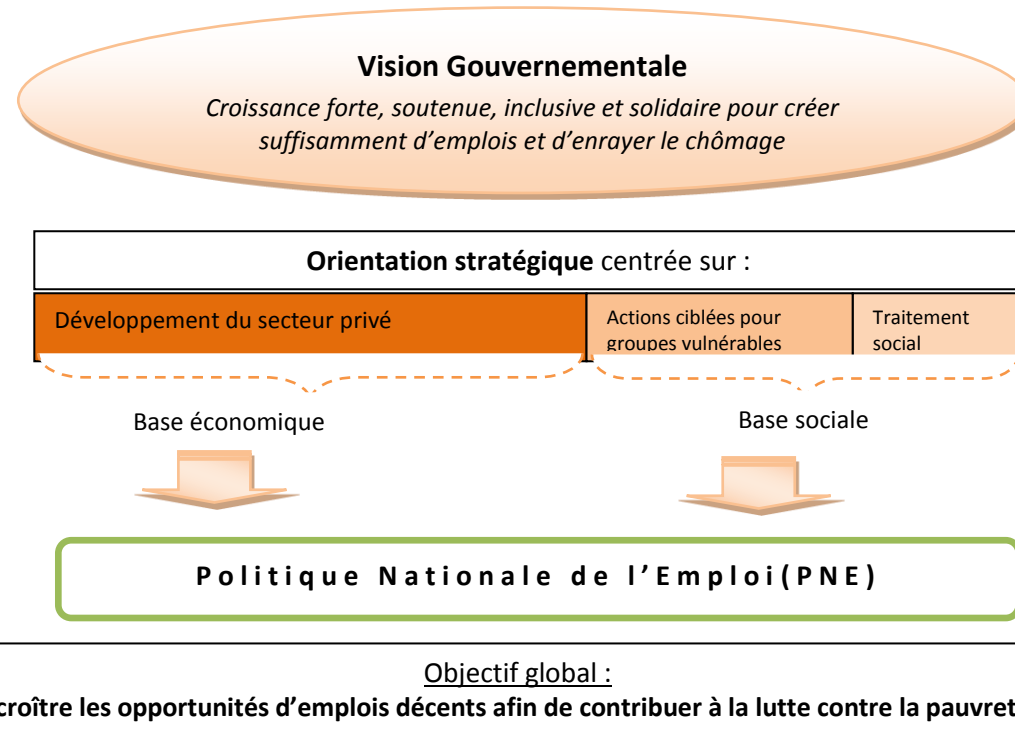 Vision Gouvernementale
Croissance forte, soutenue, inclusive et solidaire pour créer
suffisamment d'emplois et d'enrayer le chômage
Orientation stratégique centrée sur :
Développement du secteur privé
Actions ciblées pour
groupes vulnérables
Traitement
social
Base économique
Base sociale
Politique Nationale de l'Emploi(PNE)
Objectif global :
croître les opportunités d'emplois décents afin de contribuer à la lutte contre la pauvret